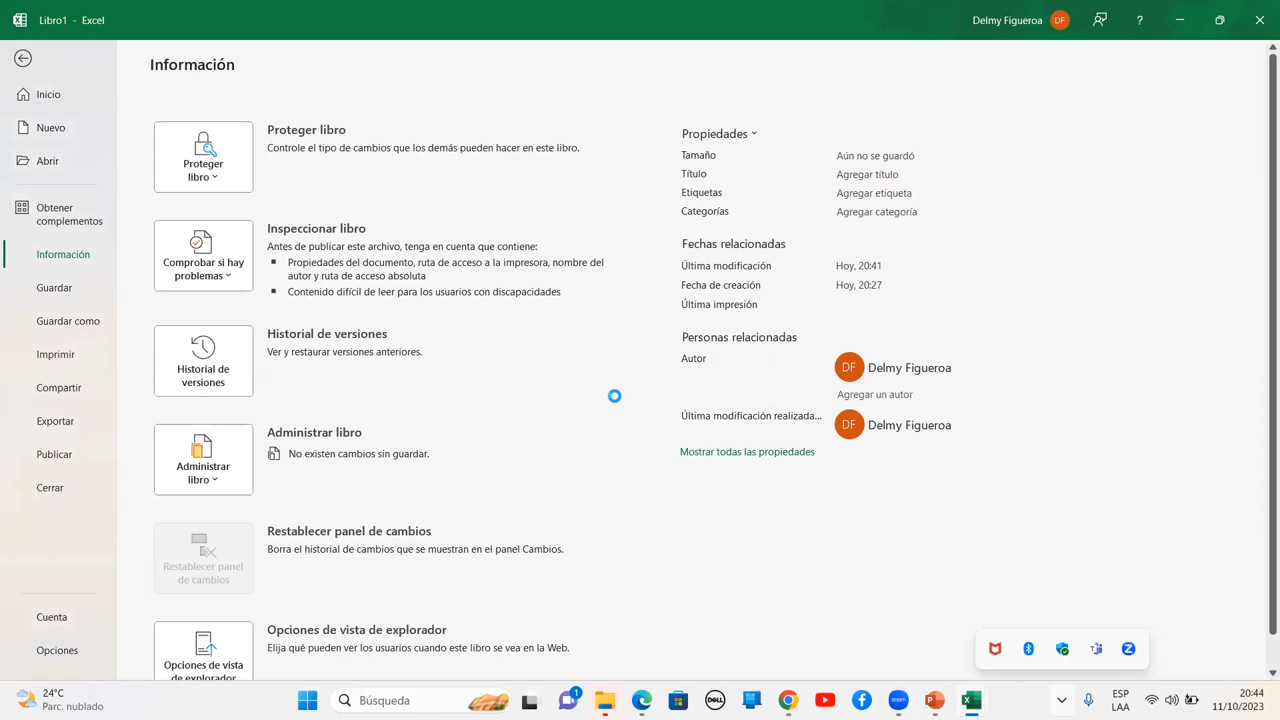 Libro1 - Excel
Delmy Figueroa DF
Información
Inicio
Nuevo
Abrir
Obtener
complementos
Información
Guardar
Guardar como
Imprimir
Compartir
Exportar
Publicar
Cerrar
Cuenta
Opciones
Proteger
libro
Proteger libro
Controle el tipo de cambios que los demás pueden hacer en este libro.
Comprobar si hay
problemas
Inspeccionar libro
Antes de publicar este archivo, tenga en cuenta que contiene:
Propiedades del documento, ruta de acceso a la impresora, nombre del
autor y ruta de acceso absoluta
Contenido difícil de leer para los usuarios con discapacidades
Historial de
versiones
Historial de versiones
Ver y restaurar versiones anteriores.
Administrar
libro
Administrar libro
No existen cambios sin guardar.
Restablecer panel
de cambios
Restablecer panel de cambios
Borra el historial de cambios que se muestran en el panel Cambios.
Opciones de vista
de explorador
Opciones de vista de explorador
Elija qué pueden ver los usuarios cuando este libro se vea en la Web.
Propiedades
Tamaño Aún no se guardó
Título Agregar título
Etiquetas Agregar etiqueta
Categorías Agregar categoría
Fechas relacionadas
Última modificación Hoy, 20:41
Fecha de creación Hoy, 20:27
Última impresión
Personas relacionadas
Autor
DF Delmy Figueroa
Agregar un autor
Última modificación realizada...
DF Delmy Figueroa
Mostrar todas las propiedades
24°C
Parc. nublado
Búsqueda
1
DELL
zoom
ESP
LAA
20:44
11/10/2023